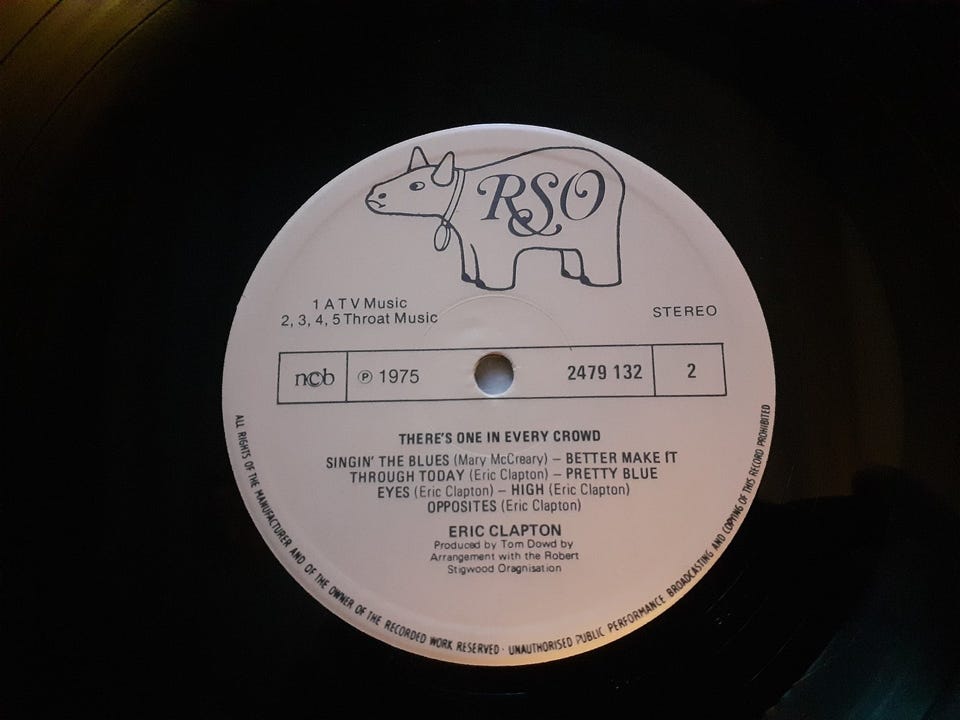 RSO
1 A T V Music
2, 3, 4, 5 Throat Music
STEREO
ncb
℗ 1975
2479 132
2
THERE'S ONE IN EVERY CROWD
SINGIN' THE BLUES (Mary McCreary) – BETTER MAKE IT
THROUGH TODAY (Eric Clapton) – PRETTY BLUE
EYES (Eric Clapton) – HIGH (Eric Clapton)
OPPOSITES (Eric Clapton)
ERIC CLAPTON
Produced by Tom Dowd by
Arrangement with the Robert
Stigwood Oragnisation
ALL RIGHTS OF THE MANUFACTURER AND OF THE OWNER OF THE RECORDED WORK RESERVED · UNAUTHORISED PUBLIC PERFORMANCE BROADCASTING AND COPYING OF THIS RECORD PROHIBITED